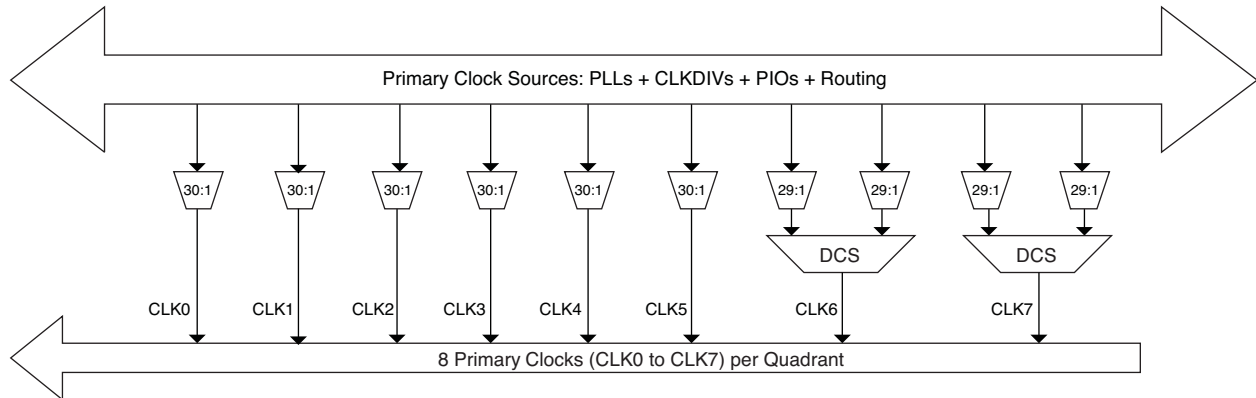 Primary Clock Sources: PLLs + CLKDIVs + PIOs + Routing
30:1 30:1 30:1 30:1 30:1 30:1 29:1 29:1 29:1 29:1
DCS DCS
CLK0 CLK1 CLK2 CLK3 CLK4 CLK5 CLK6 CLK7
8 Primary Clocks (CLK0 to CLK7) per Quadrant